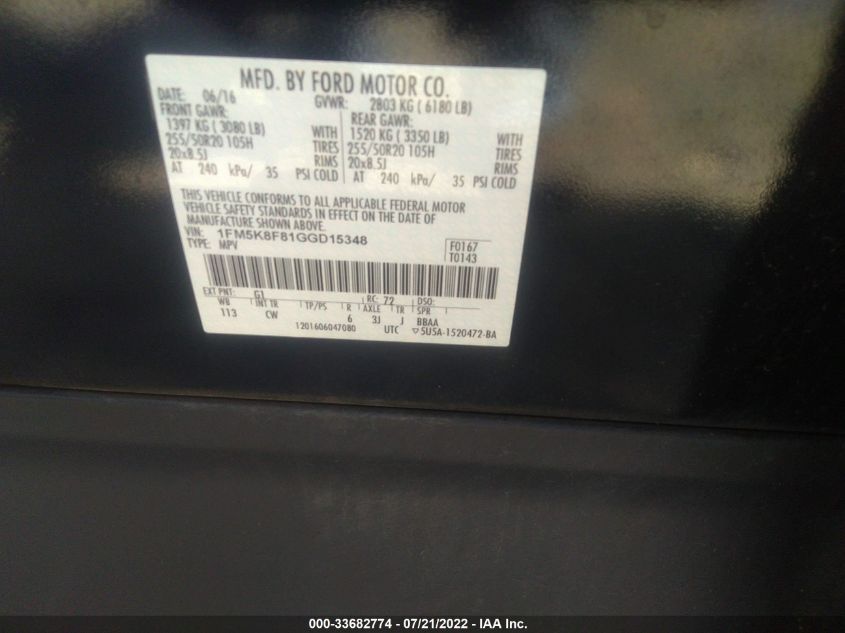 MFD. BY FORD MOTOR CO.
DATE: 06/16 GVWR: 2803 KG ( 6180 LB)
FRONT GAWR: REAR GAWR:
1397 KG ( 3080 LB) WITH 1520 KG ( 3350 LB) WITH
255/50R20 105H TIRES 255/50R20 105H TIRES
20x8.5J RIMS 20x8.5J RIMS
AT 240 kPa/ 35 PSI COLD AT 240 kPa/ 35 PSI COLD
THIS VEHICLE CONFORMS TO ALL APPLICABLE FEDERAL MOTOR
VEHICLE SAFETY STANDARDS IN EFFECT ON THE DATE OF
MANUFACTURE SHOWN ABOVE.
VIN: 1FM5K8F81GGD15348 F0167
TYPE: MPV T0143
EXT PNT: G1 RC: 72 DSO:
WB INT TR TP/PS R AXLE TR SPR
113 CW 6 3J J BBAA
1201606047080 UTC ▽5U5A-1520472-BA
000-33682774 - 07/21/2022 - IAA Inc.